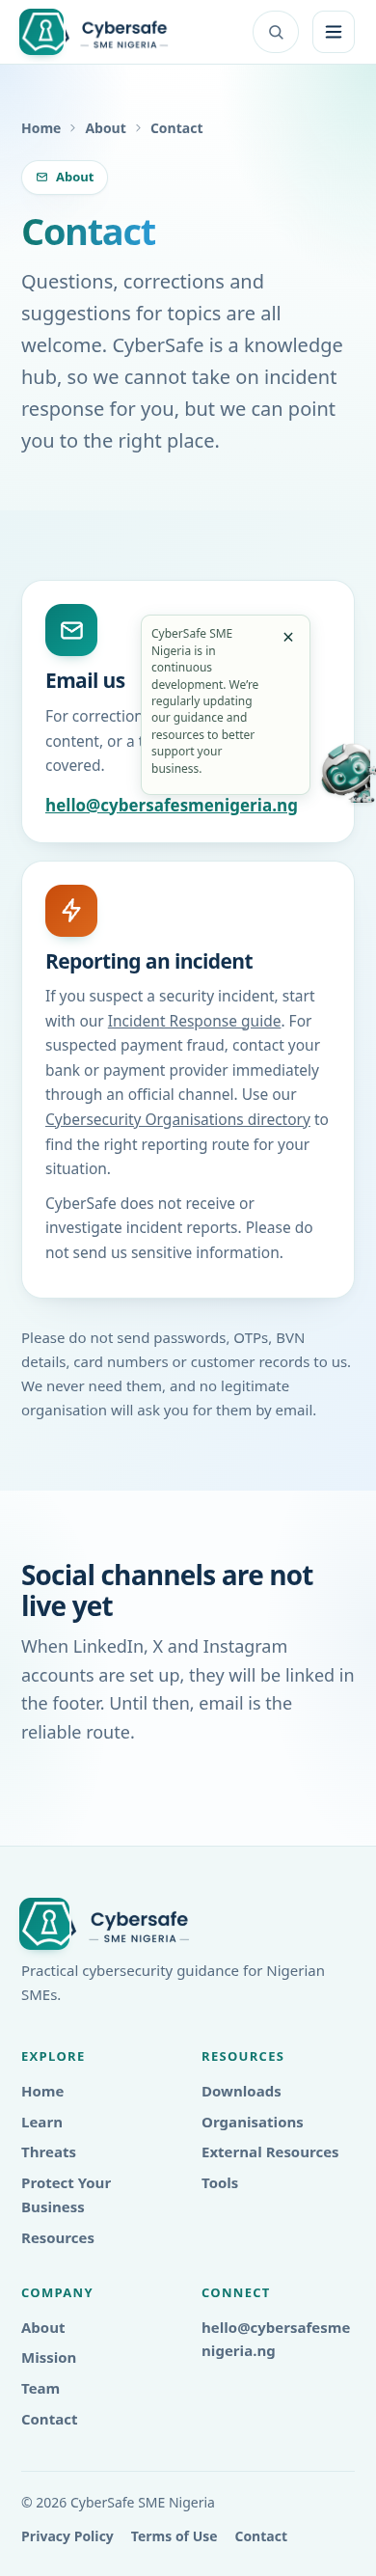 Cybersafe
SME NIGERIA
Home > About > Contact
About
Contact
Questions, corrections and
suggestions for topics are all
welcome. CyberSafe is a knowledge
hub, so we cannot take on incident
response for you, but we can point
you to the right place.
Email us
For correction
content, or a
covered.
hello@cybersafesmenigeria.ng
CyberSafe SME
Nigeria is in
continuous
development. We’re
regularly updating
our guidance and
resources to better
support your
business.
Reporting an incident
If you suspect a security incident, start
with our Incident Response guide. For
suspected payment fraud, contact your
bank or payment provider immediately
through an official channel. Use our
Cybersecurity Organisations directory to
find the right reporting route for your
situation.
CyberSafe does not receive or
investigate incident reports. Please do
not send us sensitive information.
Please do not send passwords, OTPs, BVN
details, card numbers or customer records to us.
We never need them, and no legitimate
organisation will ask you for them by email.
Social channels are not
live yet
When LinkedIn, X and Instagram
accounts are set up, they will be linked in
the footer. Until then, email is the
reliable route.
Cybersafe
SME NIGERIA
Practical cybersecurity guidance for Nigerian
SMEs.
EXPLORE
Home
Learn
Threats
Protect Your
Business
Resources
RESOURCES
Downloads
Organisations
External Resources
Tools
COMPANY
About
Mission
Team
Contact
CONNECT
hello@cybersafesme
nigeria.ng
© 2026 CyberSafe SME Nigeria
Privacy Policy Terms of Use Contact